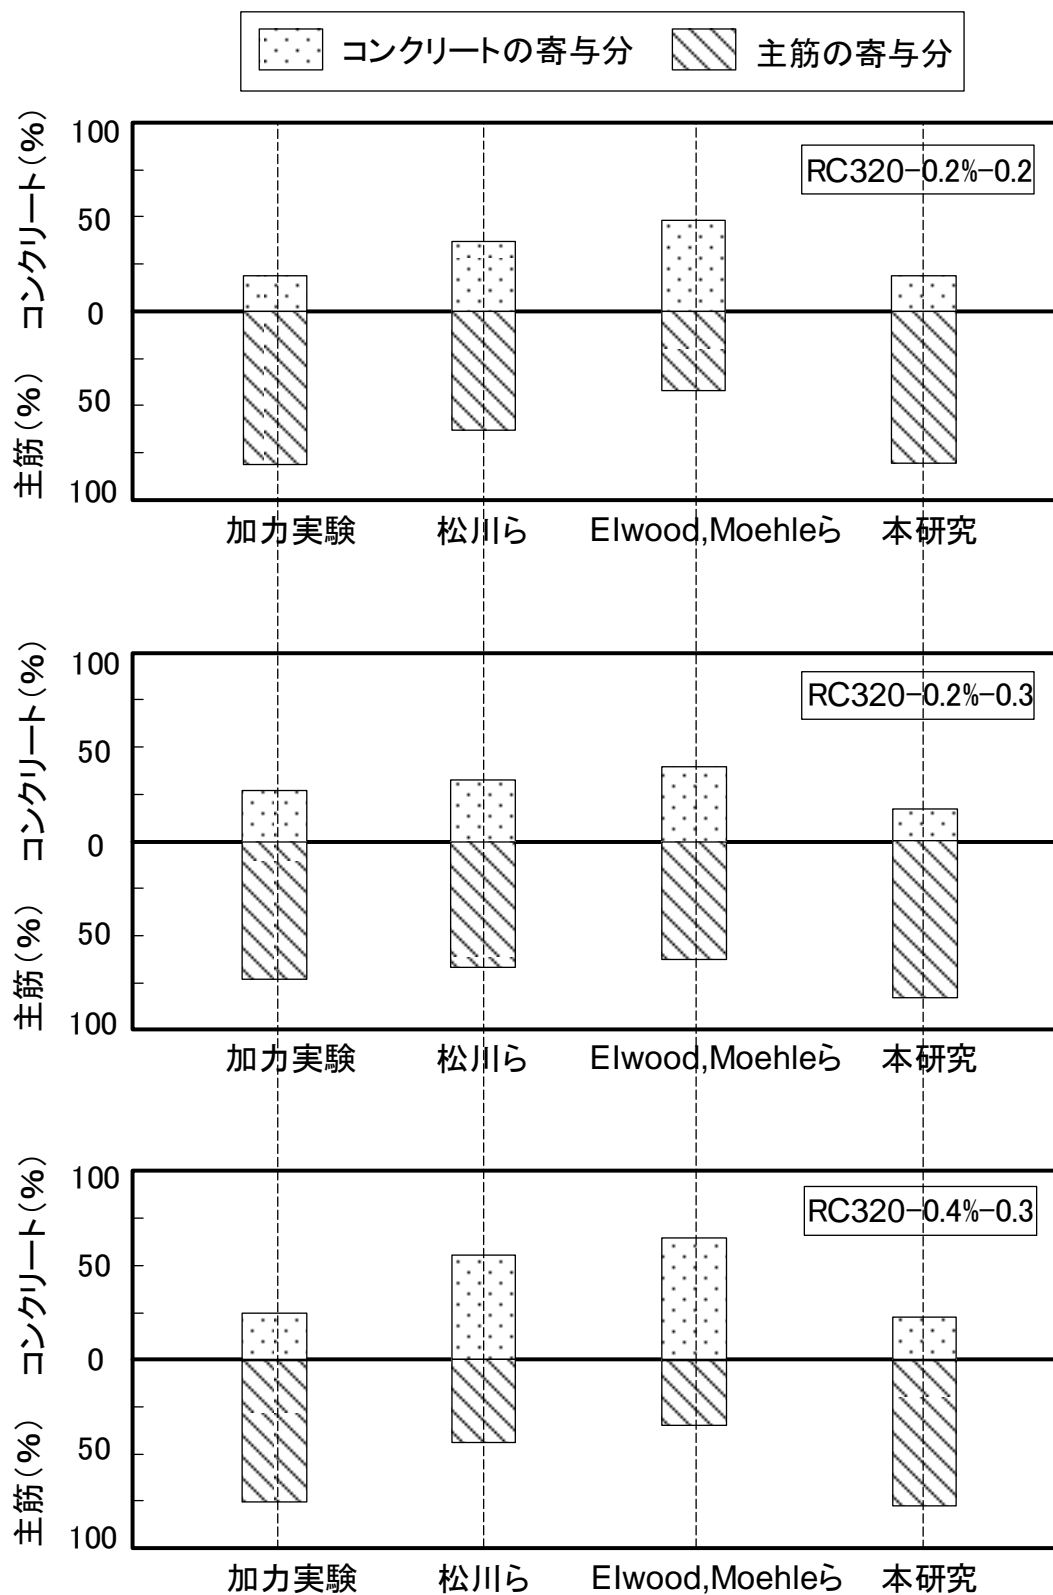 コンクリートの寄与分 主筋の寄与分
コンクリート(%)
主筋(%)
100
50
0
50
100
RC320-0.2%-0.2
加力実験 松川ら Elwood,Moehleら 本研究
コンクリート(%)
主筋(%)
100
50
0
50
100
RC320-0.2%-0.3
加力実験 松川ら Elwood,Moehleら 本研究
コンクリート(%)
主筋(%)
100
50
0
50
100
RC320-0.4%-0.3
加力実験 松川ら Elwood,Moehleら 本研究